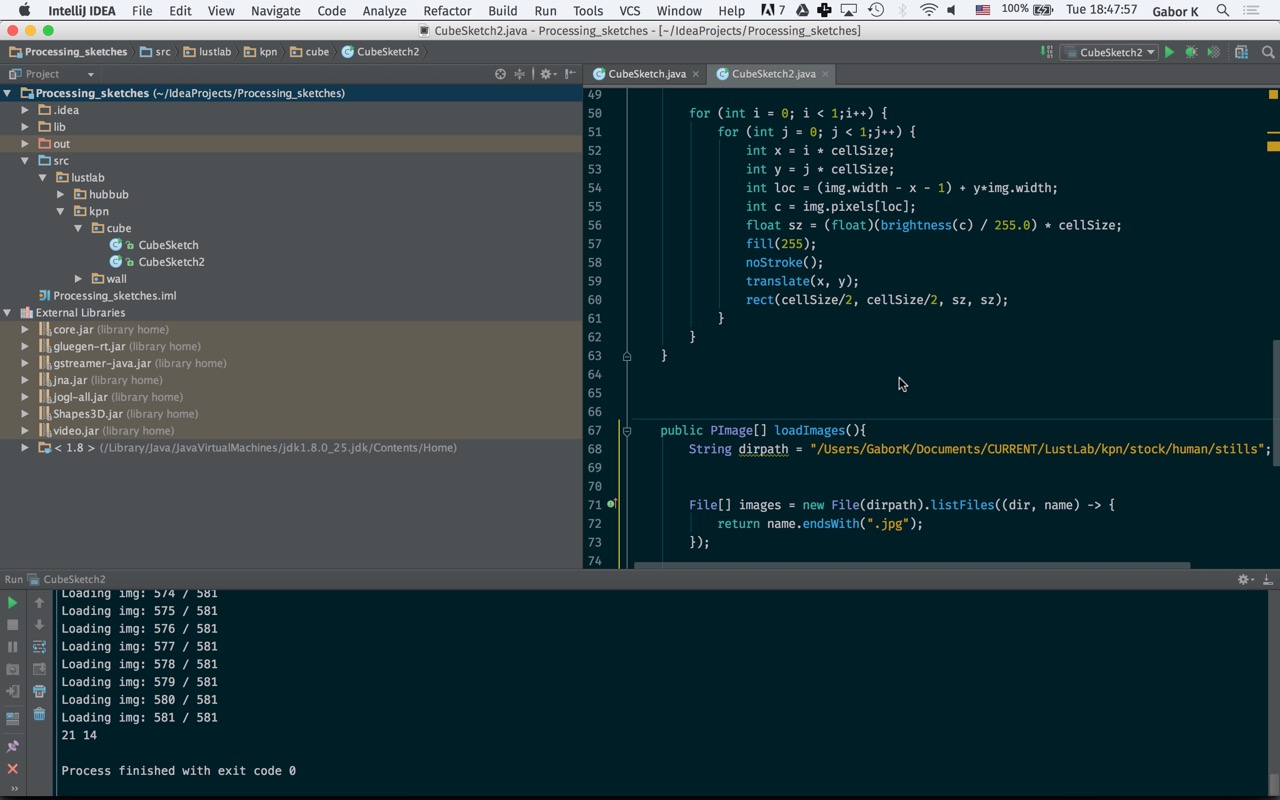 IntelliJ IDEA File Edit View Navigate Code Analyze Refactor Build Run Tools VCS Window Help 7 100% Tue 18:47:57 Gabor K
CubeSketch2.java - Processing_sketches - [~/IdeaProjects/Processing_sketches]
Processing_sketches src lustlab kpn cube CubeSketch2 CubeSketch2
Project
CubeSketch.java CubeSketch2.java
Processing_sketches (~/IdeaProjects/Processing_sketches)
.idea
lib
out
src
lustlab
hubbub
kpn
cube
CubeSketch
CubeSketch2
wall
Processing_sketches.iml
External Libraries
core.jar (library home)
gluegen-rt.jar (library home)
gstreamer-java.jar (library home)
jna.jar (library home)
jogl-all.jar (library home)
Shapes3D.jar (library home)
video.jar (library home)
< 1.8 > (/Library/Java/JavaVirtualMachines/jdk1.8.0_25.jdk/Contents/Home)
49
50 for (int i = 0; i < 1;i++) {
51 for (int j = 0; j < 1;j++) {
52 int x = i * cellSize;
53 int y = j * cellSize;
54 int loc = (img.width - x - 1) + y*img.width;
55 int c = img.pixels[loc];
56 float sz = (float)(brightness(c) / 255.0) * cellSize;
57 fill(255);
58 noStroke();
59 translate(x, y);
60 rect(cellSize/2, cellSize/2, sz, sz);
61 }
62 }
63 }
64
65
66
67 public PImage[] loadImages(){
68 String dirpath = "/Users/GaborK/Documents/CURRENT/LustLab/kpn/stock/human/stills";
69
70
71 File[] images = new File(dirpath).listFiles((dir, name) -> {
72 return name.endsWith(".jpg");
73 });
74
Run CubeSketch2
Loading img: 574 / 581
Loading img: 575 / 581
Loading img: 576 / 581
Loading img: 577 / 581
Loading img: 578 / 581
Loading img: 579 / 581
Loading img: 580 / 581
Loading img: 581 / 581
21 14
Process finished with exit code 0